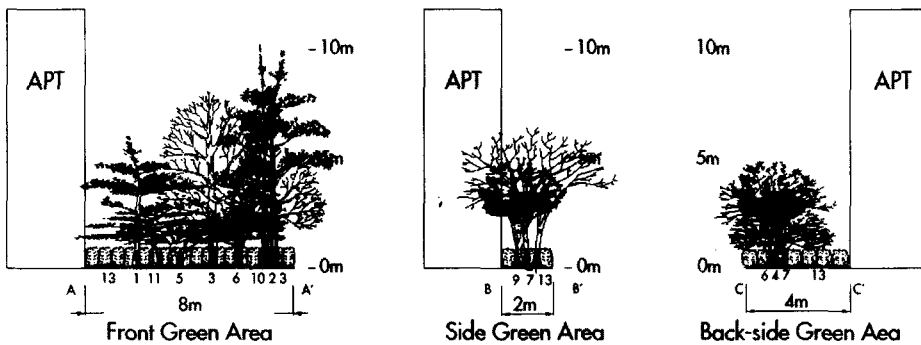 APT
- 10m
5m
- 0m
13 1 11 5 3 6 10 2 3
A A'
8m
Front Green Area
APT
- 10m
- 0m
9 7 13
B B'
2m
Side Green Area
10m
APT
5m
0m
6 4 7 13
C C'
4m
Back-side Green Aea